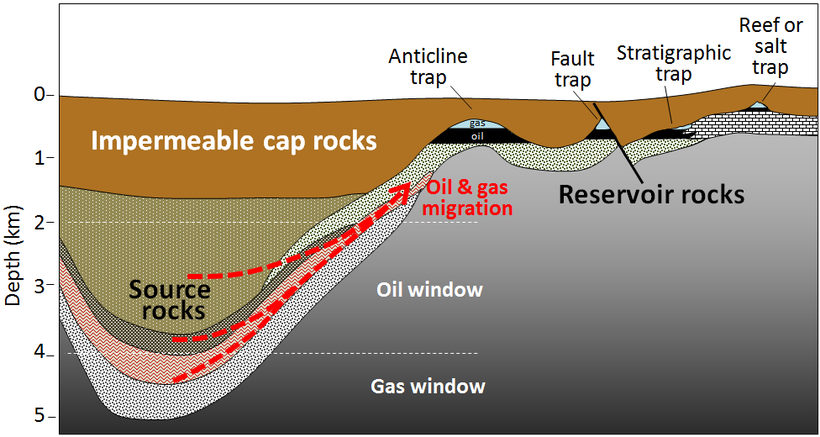 Reef or
salt
trap
Anticline
trap
Fault
trap
Stratigraphic
trap
0
gas
oil
Impermeable cap rocks
1
Oil & gas
migration
Reservoir rocks
2
Depth (km)
Source
rocks
3
Oil window
4
Gas window
5